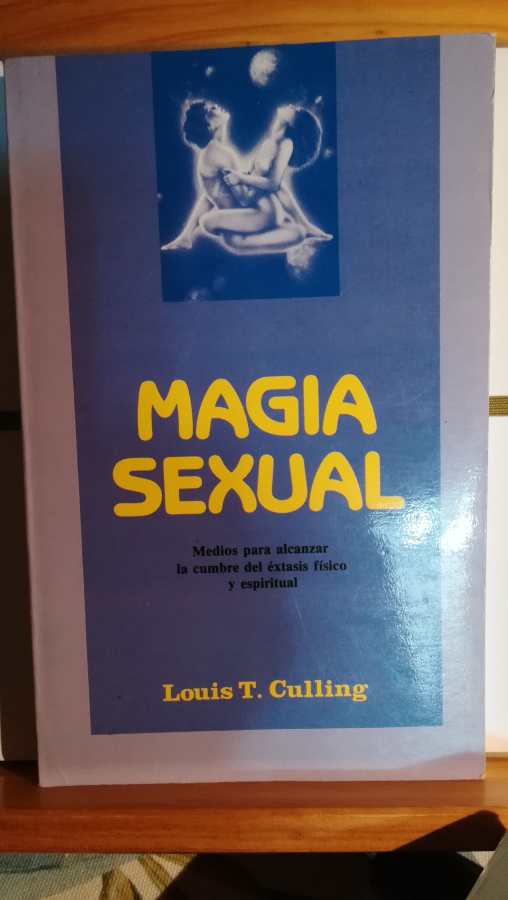 MAGIA
SEXUAL
Medios para alcanzar
la cumbre del éxtasis físico
y espiritual
Louis T. Culling